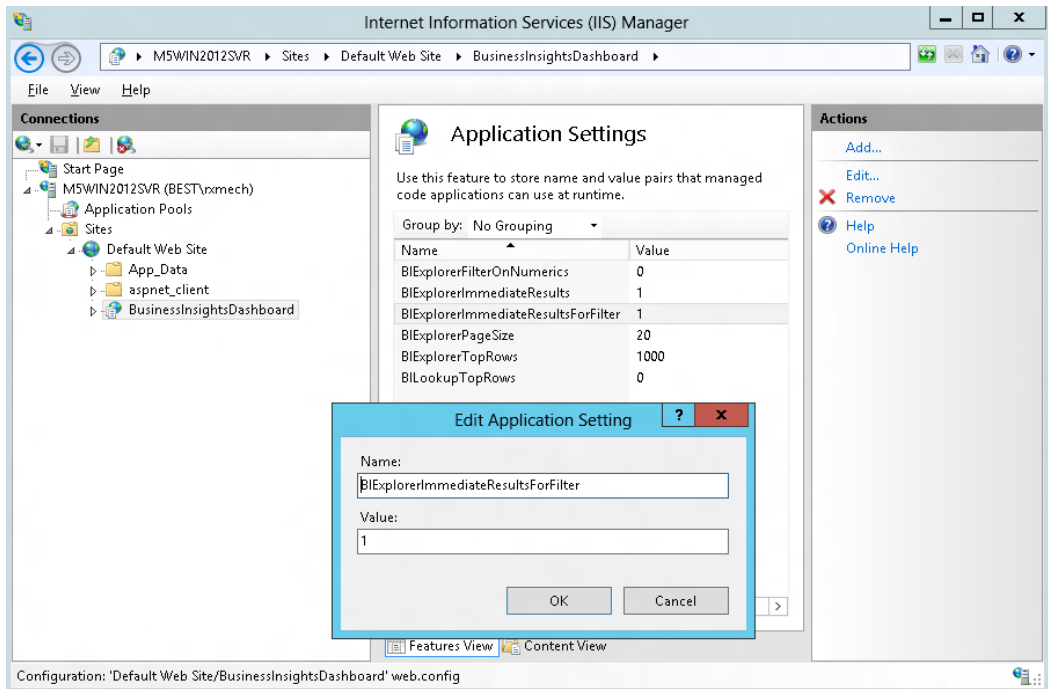 Internet Information Services (IIS) Manager
M5WIN2012SVR Sites Default Web Site BusinessInsightsDashboard
File View Help
Connections
Start Page
M5WIN2012SVR (BEST\rxmech)
Application Pools
Sites
Default Web Site
App_Data
aspnet_client
BusinessInsightsDashboard
Application Settings
Use this feature to store name and value pairs that managed
code applications can use at runtime.
Group by: No Grouping
Name Value
BIExplorerFilterOnNumerics 0
BIExplorerImmediateResults 1
BIExplorerImmediateResultsForFilter 1
BIExplorerPageSize 20
BIExplorerTopRows 1000
BILookupTopRows 0
Edit Application Setting ? x
Name:
BIExplorerImmediateResultsForFilter
Value:
1
OK Cancel
Features View Content View
Actions
Add...
Edit...
Remove
Help
Online Help
Configuration: 'Default Web Site/BusinessInsightsDashboard' web.config